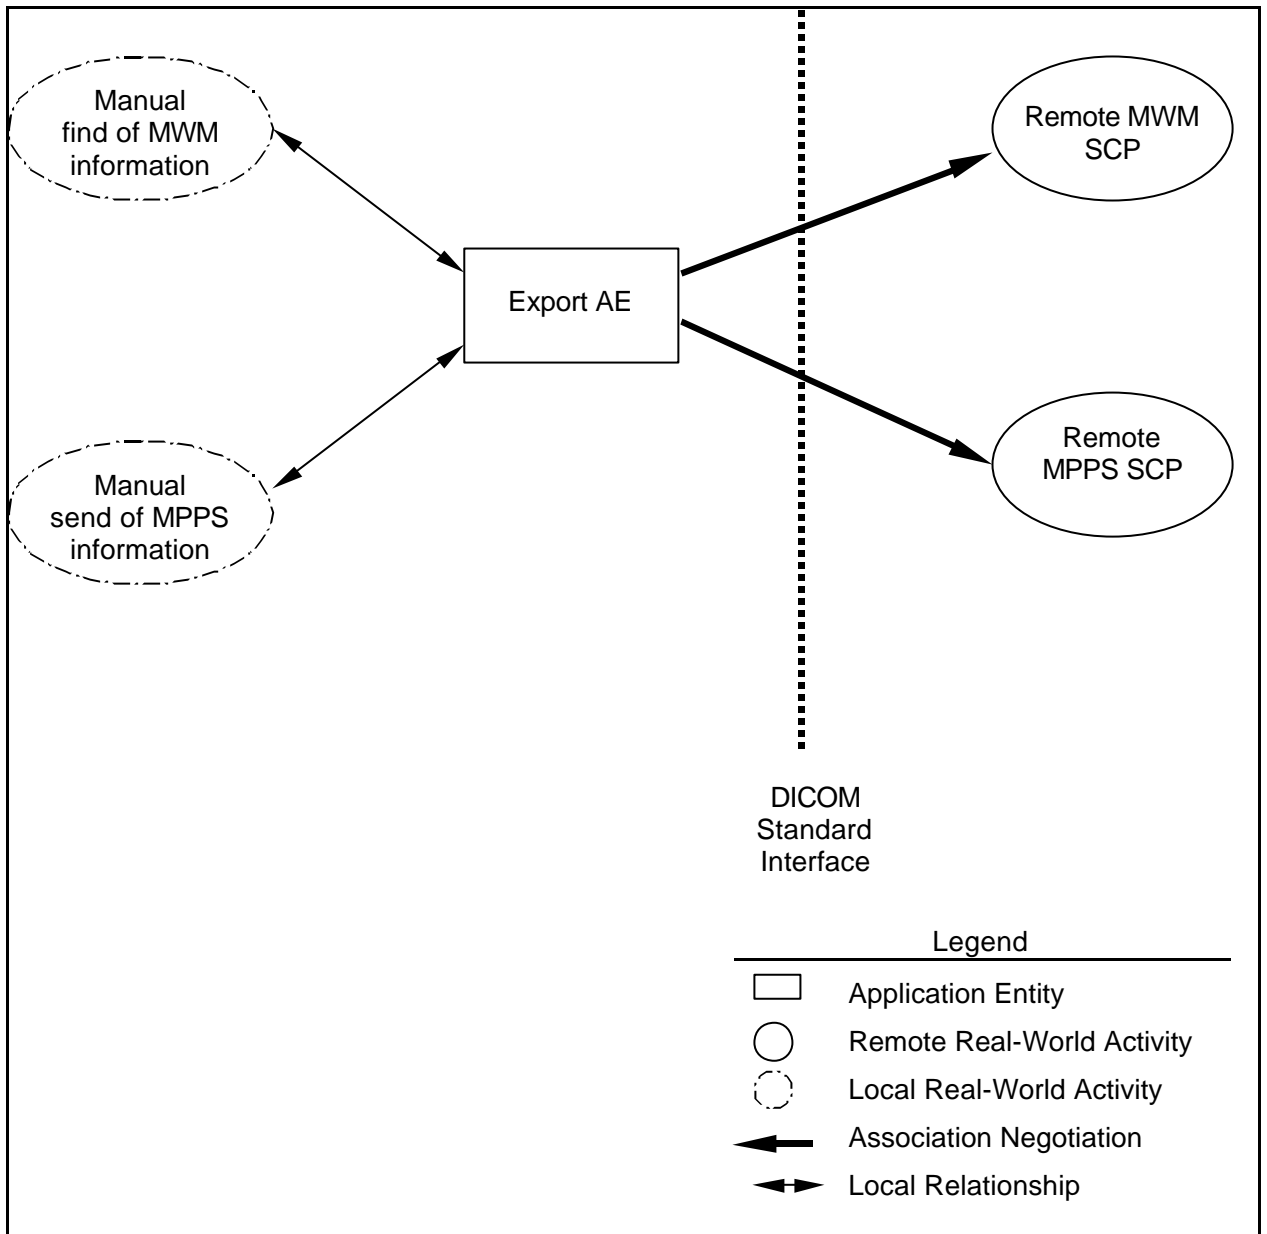 Manual
find of MWM
information
Remote MWM
SCP
Export AE
Manual
send of MPPS
information
Remote
MPPS SCP
DICOM
Standard
Interface
Legend
Application Entity
Remote Real-World Activity
Local Real-World Activity
Association Negotiation
Local Relationship